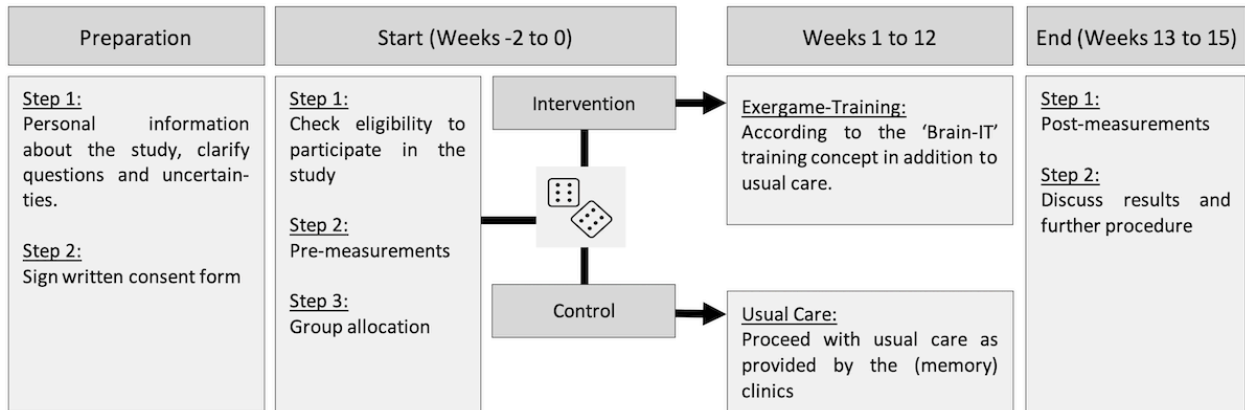 Preparation
Start (Weeks -2 to 0)
Weeks 1 to 12
End (Weeks 13 to 15)
Step 1:
Personal information
about the study, clarify
questions and uncertain-
ties.
Step 2:
Sign written consent form
Step 1:
Check eligibility to
participate in the
study
Step 2:
Pre-measurements
Step 3:
Group allocation
Intervention
Control
Exergame-Training:
According to the ‘Brain-IT’
training concept in addition to
usual care.
Usual Care:
Proceed with usual care as
provided by the (memory)
clinics
Step 1:
Post-measurements
Step 2:
Discuss results and
further procedure